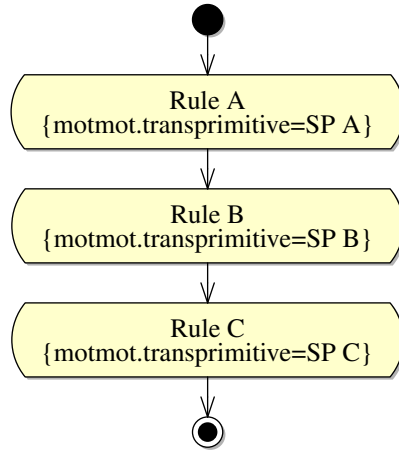 Rule A
{motmot.transprimitive=SP A}
Rule B
{motmot.transprimitive=SP B}
Rule C
{motmot.transprimitive=SP C}